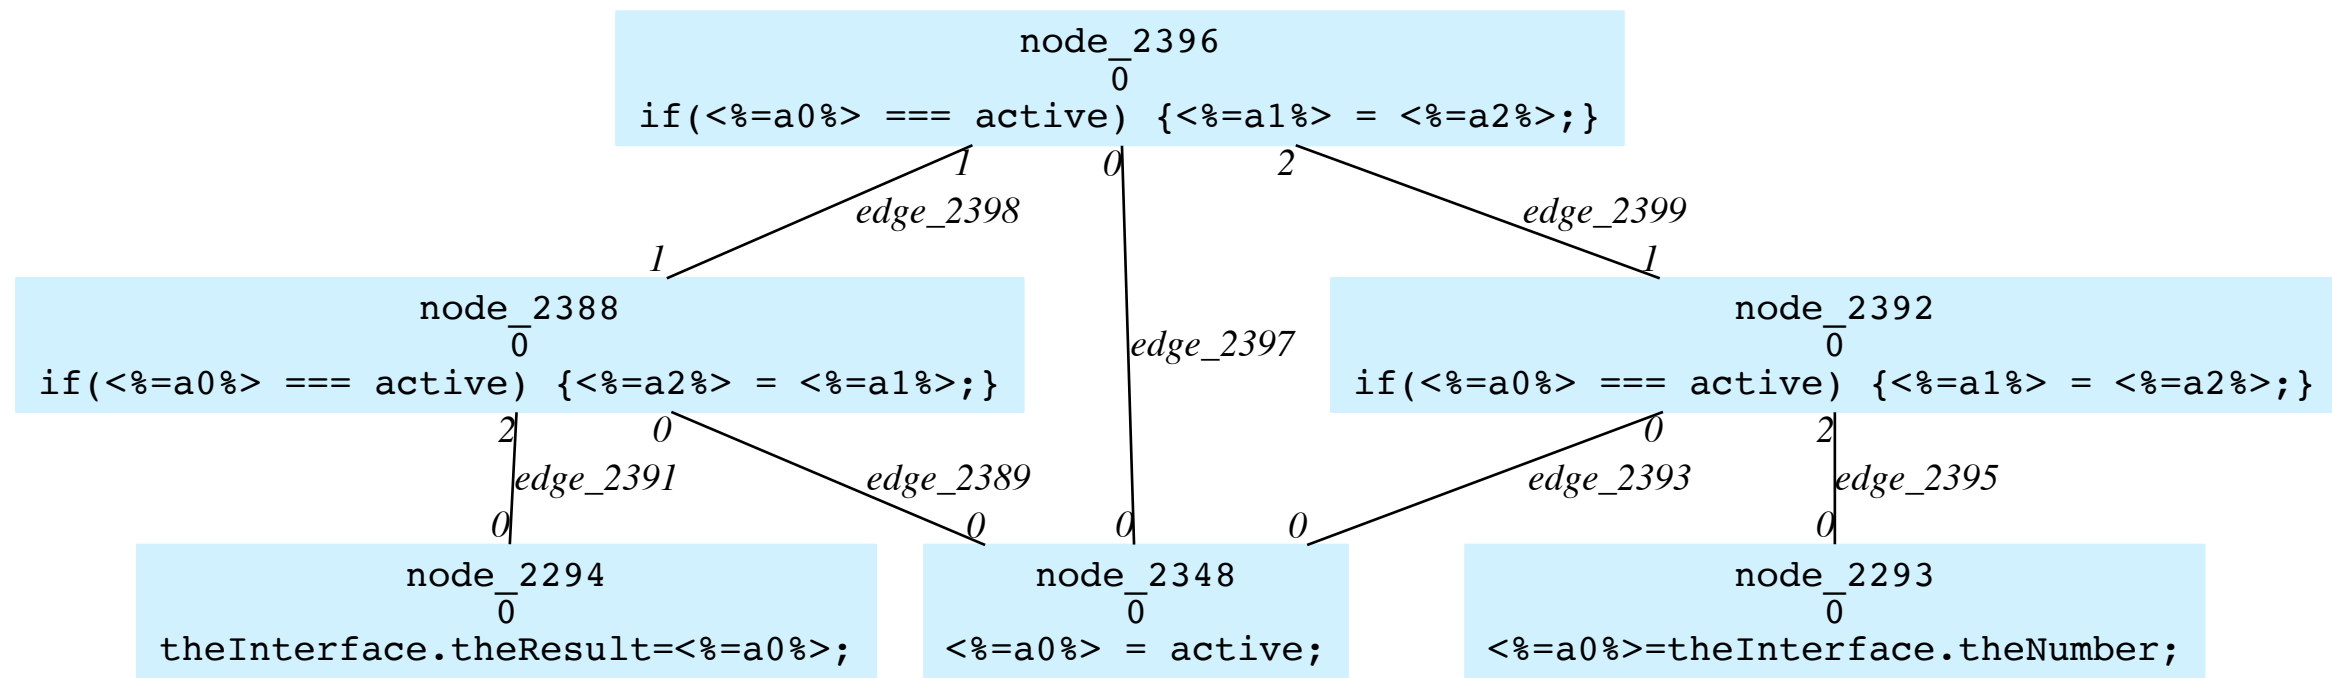 node_2396
0
if(<%=a0%> === active) {<%=a1%> = <%=a2%>;}
1
0
2
edge_2398
edge_2399
1
1
node_2388
0
if(<%=a0%> === active) {<%=a2%> = <%=a1%>;}
edge_2397
node_2392
0
if(<%=a0%> === active) {<%=a1%> = <%=a2%>;}
2
0
0
2
edge_2391
edge_2389
edge_2393
edge_2395
0
0
0
0
0
node_2294
0
theInterface.theResult=<%=a0%>;
node_2348
0
<%=a0%> = active;
node_2293
0
<%=a0%>=theInterface.theNumber;